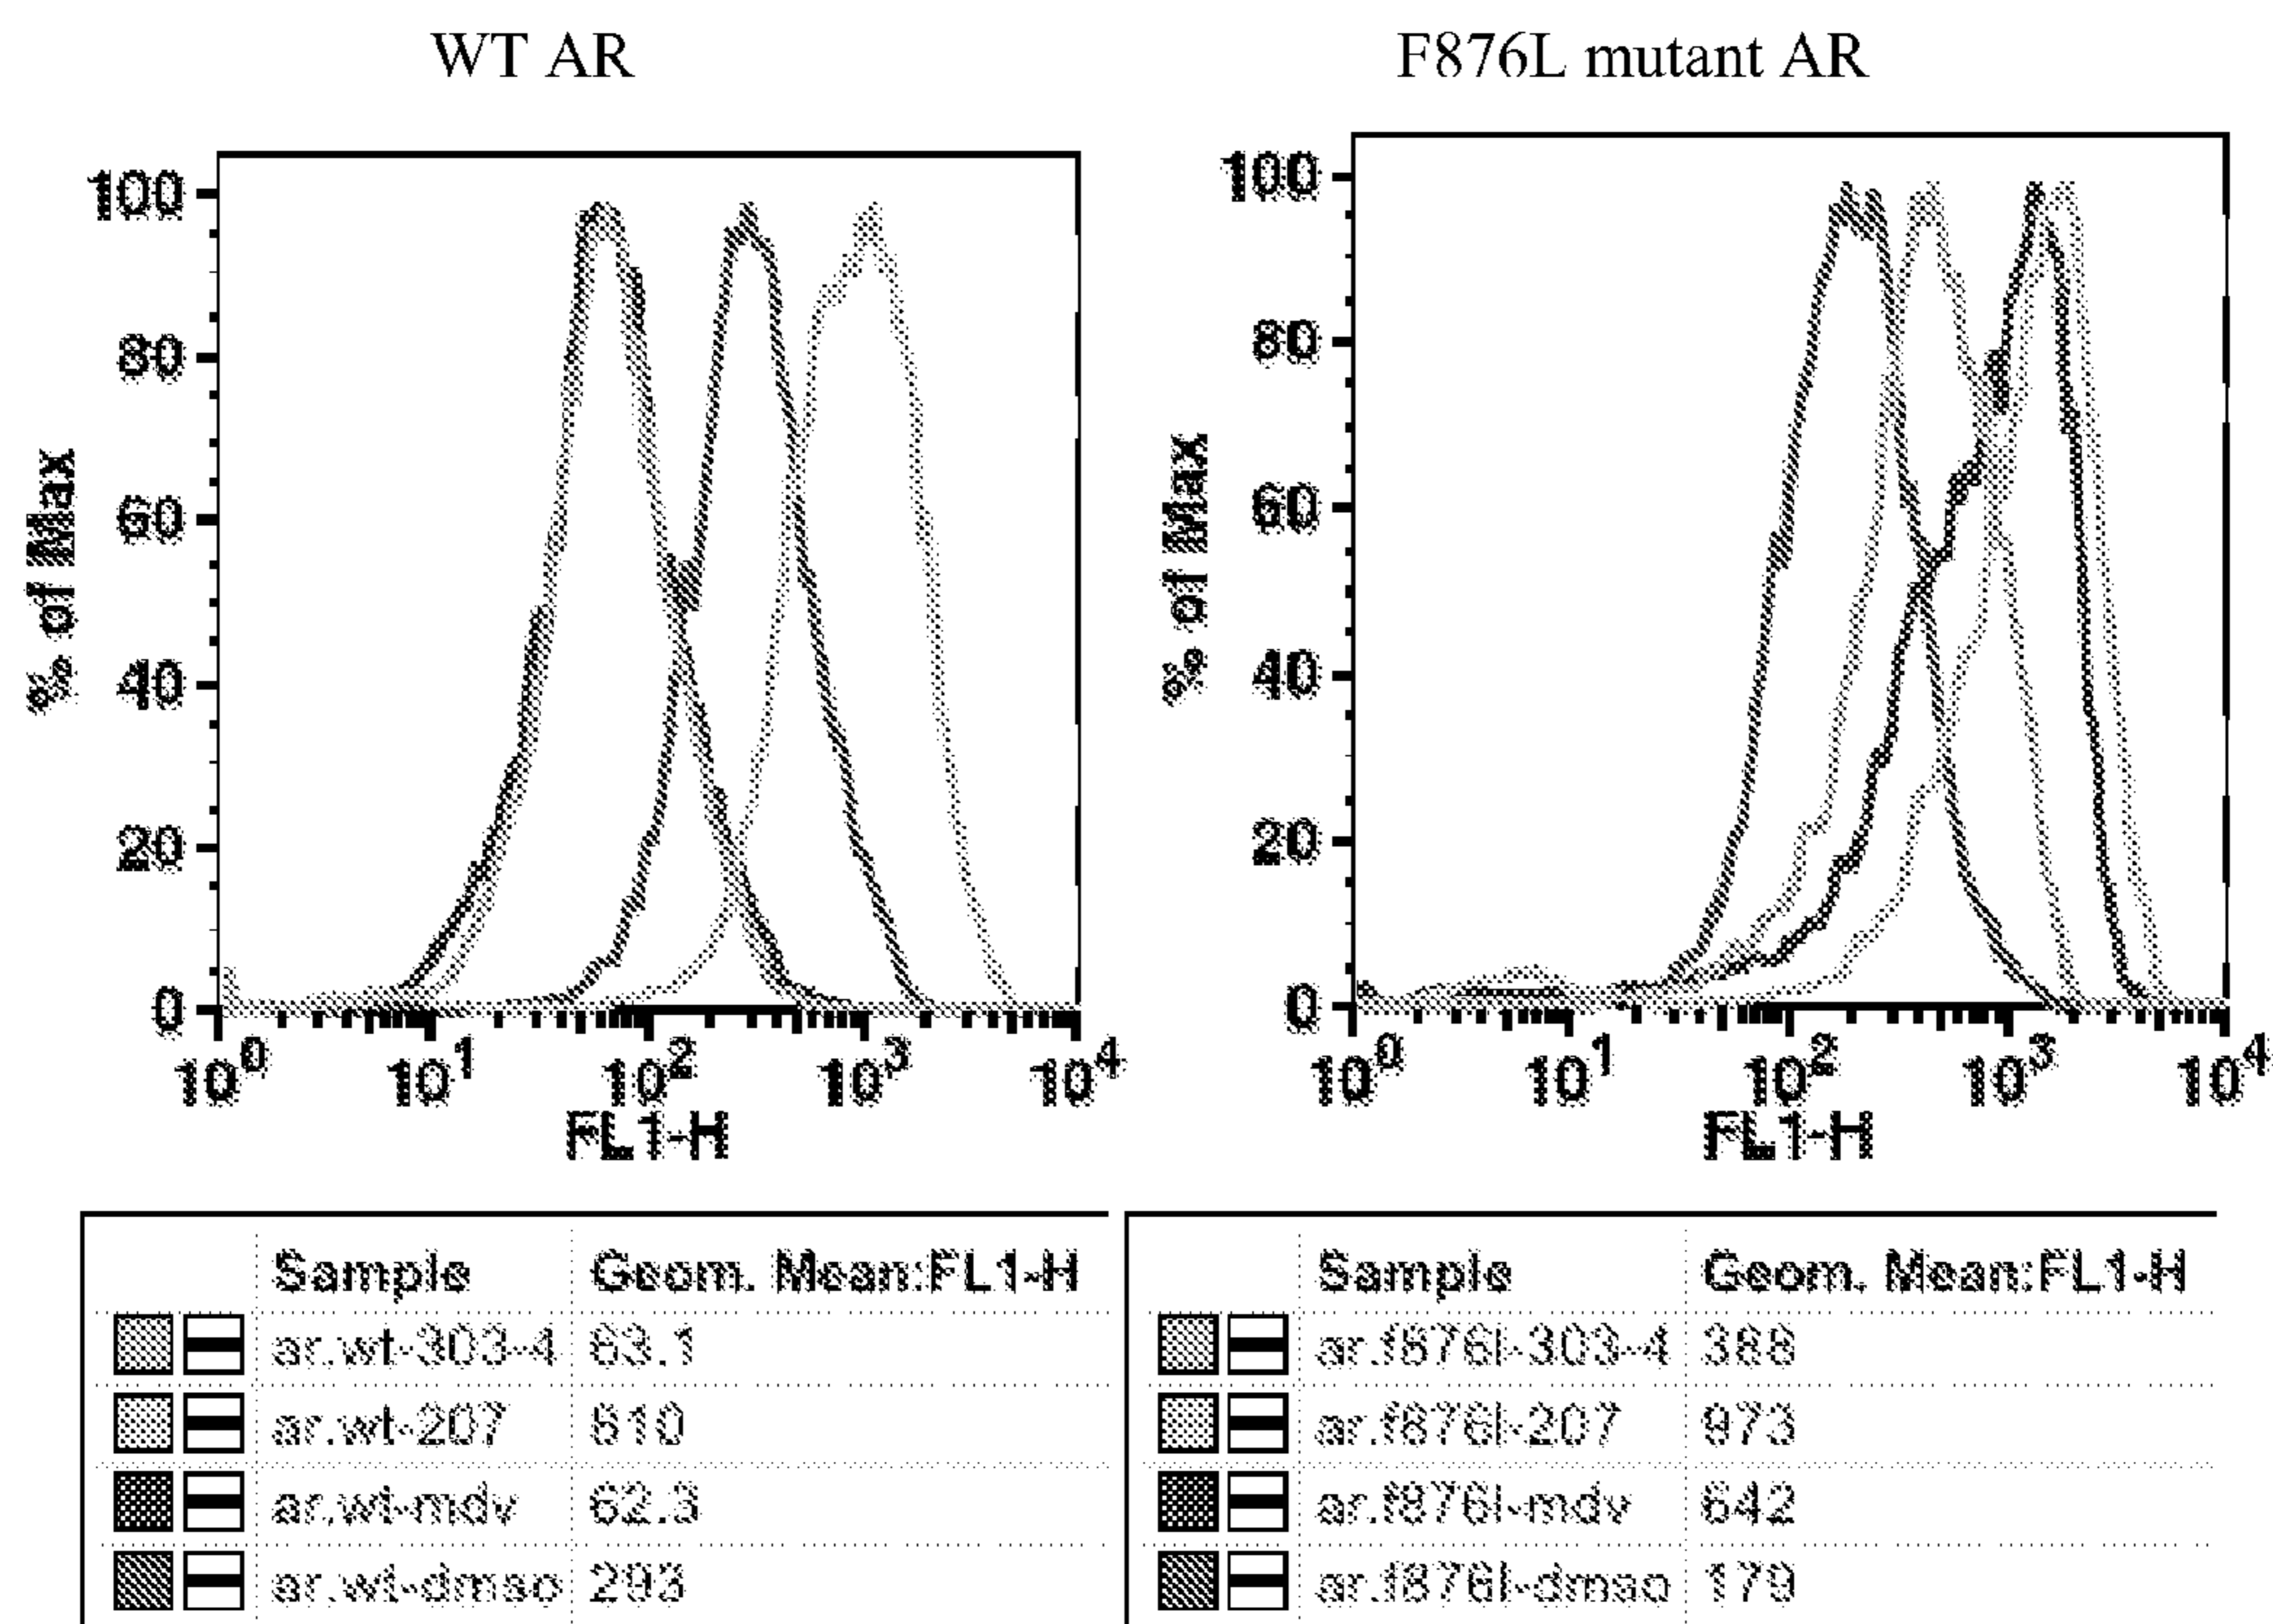 WT AR
F876L mutant AR
100
80
60
40
20
0
% of Max
10^0 10^1 10^2 10^3 10^4
FL1-H
100
80
60
40
20
0
% of Max
10^0 10^1 10^2 10^3 10^4
FL1-H
Sample Geom. Mean:FL1-H
ar.wt-303-4 63.1
ar.wt-207
ar.wt-mdv 62.3
ar.wt-dmso 293
Sample Geom. Mean:FL1-H
ar.f876l-303-4
ar.f876l-207 973
ar.f876l-mdv 642
ar.f876l-dmso 179